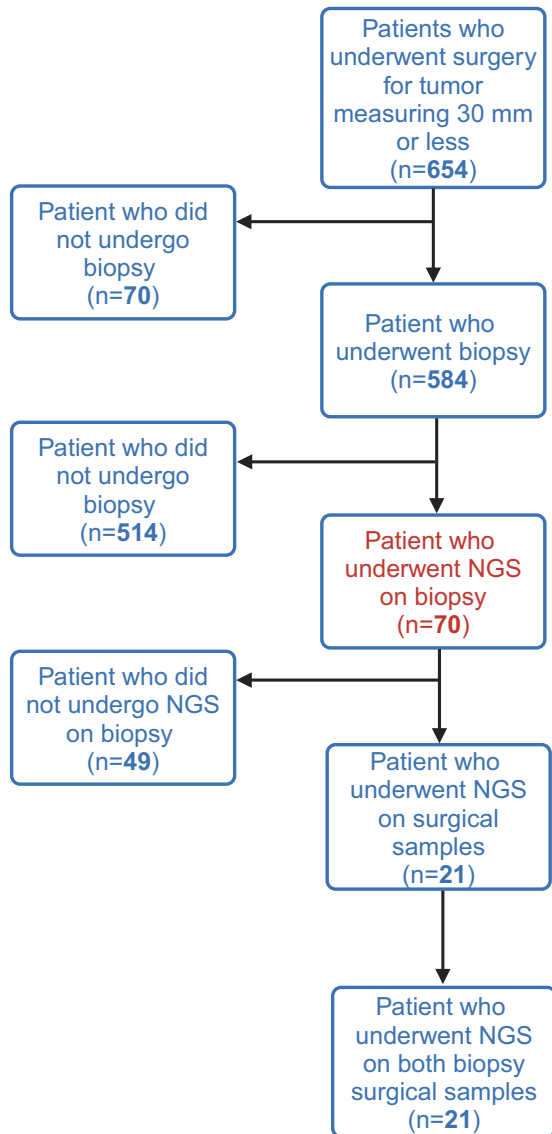 Patients who
underwent surgery
for tumor
measuring 30 mm
or less
(n=654)
Patient who did
not undergo
biopsy
(n=70)
Patient who
underwent biopsy
(n=584)
Patient who did
not undergo
biopsy
(n=514)
Patient who
underwent NGS
on biopsy
(n=70)
Patient who did
not undergo NGS
on biopsy
(n=49)
Patient who
underwent NGS
on surgical
samples
(n=21)
Patient who
underwent NGS
on both biopsy
surgical samples
(n=21)